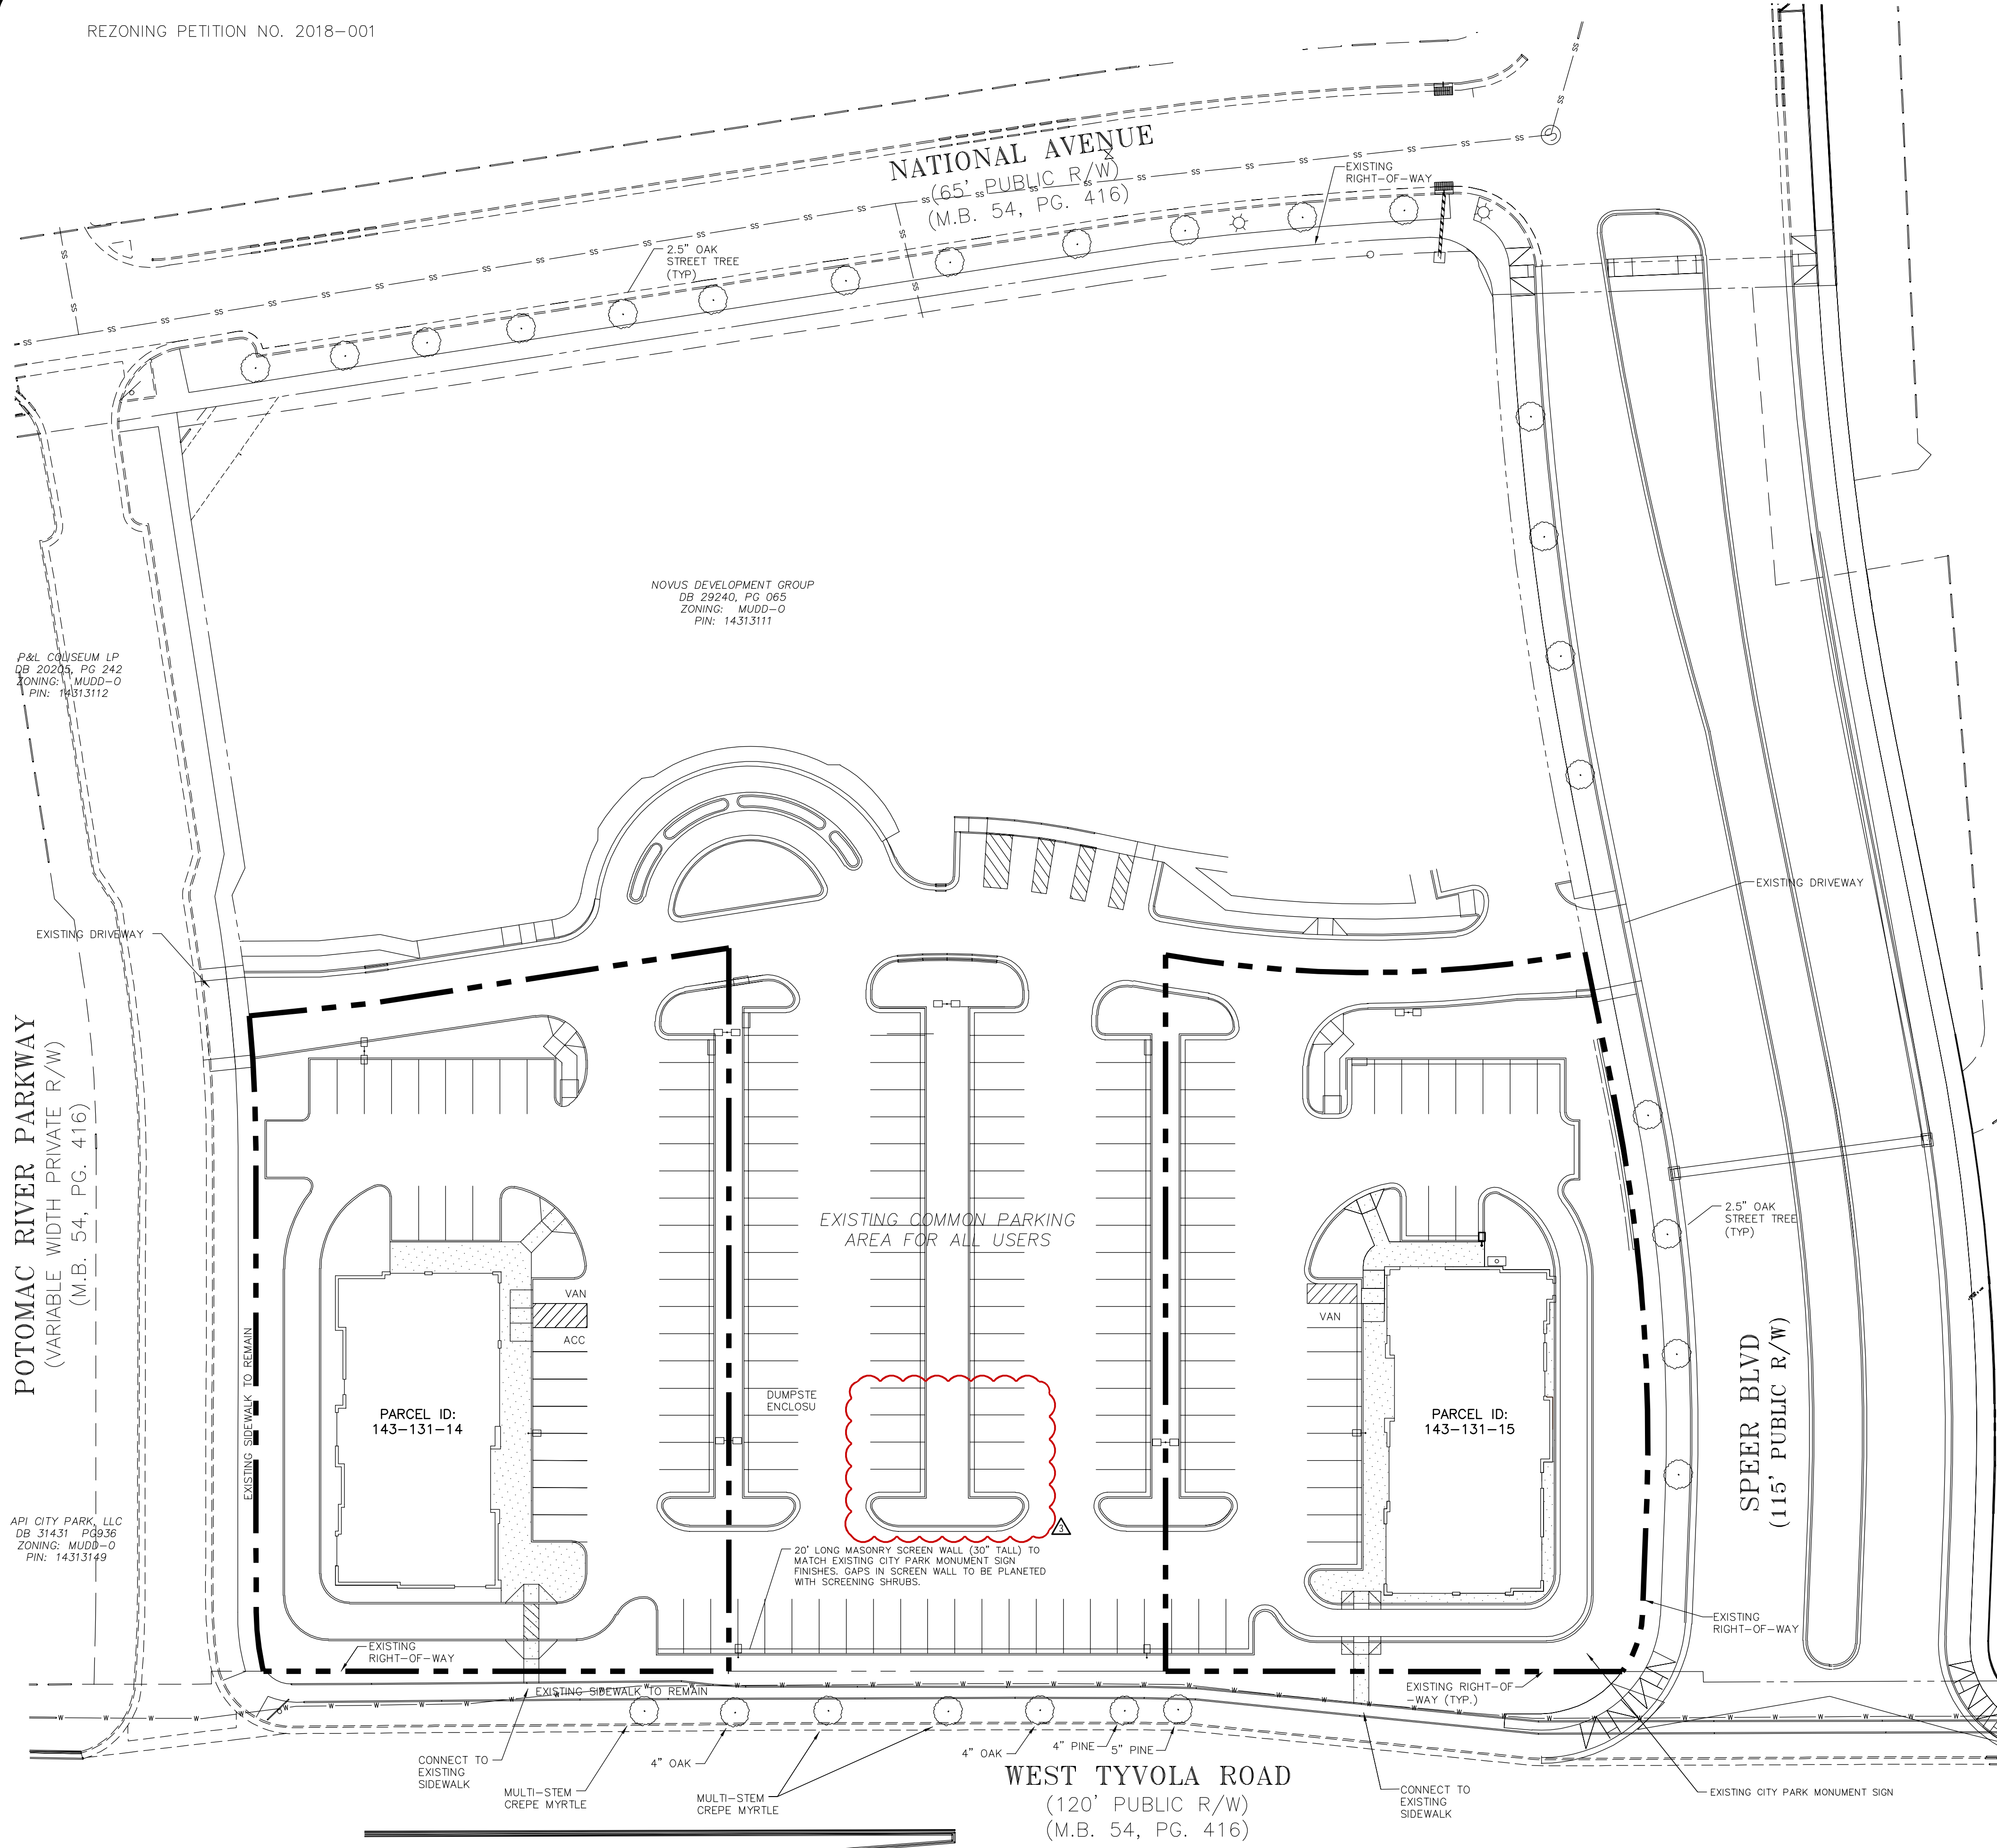 REZONING PETITION NO. 2018-001
NATIONAL AVENUE
(65' PUBLIC R/W)
(M.B. 54, PG. 416)
EXISTING
RIGHT-OF-WAY
2.5" OAK
STREET TREE
(TYP)
NOVUS DEVELOPMENT GROUP
DB 29240, PG 065
ZONING: MUDD-O
PIN: 14313111
P&L COLISEUM LP
DB 20205, PG 242
ZONING: MUDD-O
PIN: 14313112
EXISTING DRIVEWAY
EXISTING DRIVEWAY
POTOMAC RIVER PARKWAY
(VARIABLE WIDTH PRIVATE R/W)
(M.B. 54, PG. 416)
EXISTING COMMON PARKING
AREA FOR ALL USERS
2.5" OAK
STREET TREE
(TYP)
VAN
ACC
VAN
EXISTING SIDEWALK TO REMAIN
DUMPSTE
ENCLOSU
PARCEL ID:
143-131-14
PARCEL ID:
143-131-15
SPEER BLVD
(115' PUBLIC R/W)
API CITY PARK, LLC
DB 31431 PG936
ZONING: MUDD-O
PIN: 14313149
3
20' LONG MASONRY SCREEN WALL (30" TALL) TO
MATCH EXISTING CITY PARK MONUMENT SIGN
FINISHES. GAPS IN SCREEN WALL TO BE PLANETED
WITH SCREENING SHRUBS.
EXISTING
RIGHT-OF-WAY
EXISTING
RIGHT-OF-WAY
EXISTING SIDEWALK TO REMAIN
EXISTING RIGHT-OF
-WAY (TYP.)
CONNECT TO
EXISTING
SIDEWALK
MULTI-STEM
CREPE MYRTLE
4" OAK
MULTI-STEM
CREPE MYRTLE
4" OAK
4" PINE
5" PINE
WEST TYVOLA ROAD
(120' PUBLIC R/W)
(M.B. 54, PG. 416)
CONNECT TO
EXISTING
SIDEWALK
EXISTING CITY PARK MONUMENT SIGN